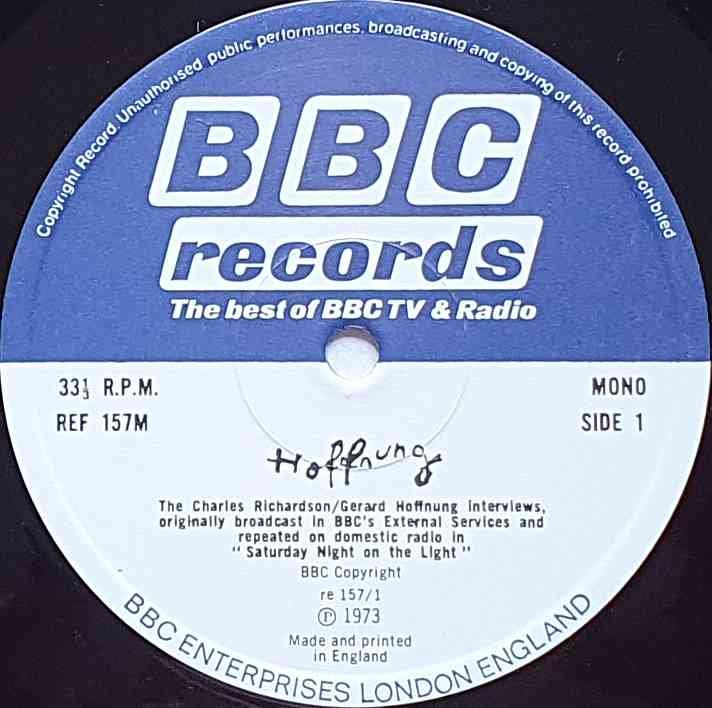 Copyright Record. Unauthorised public performances, broadcasting and copying of this record prohibited
BBC
records
The best of BBC TV & Radio
33⅓ R.P.M.
MONO
REF 157M
SIDE 1
Hoffnung
The Charles Richardson/Gerard Hoffnung interviews,
originally broadcast in BBC's External Services and
repeated on domestic radio in
"Saturday Night on the Light"
BBC Copyright
re 157/1
℗ 1973
Made and printed
in England
BBC ENTERPRISES LONDON ENGLAND